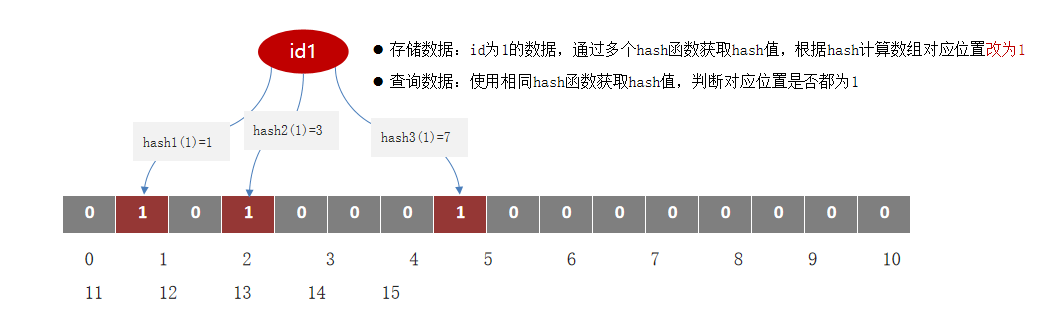 id1
● 存储数据：id为1的数据，通过多个hash函数获取hash值，根据hash计算数组对应位置改为1
● 查询数据：使用相同hash函数获取hash值，判断对应位置是否都为1
hash1(1)=1
hash2(1)=3
hash3(1)=7
0 1 0 1 0 0 0 1 0 0 0 0 0 0 0 0
0 1 2 3 4 5 6 7 8 9 10
11 12 13 14 15